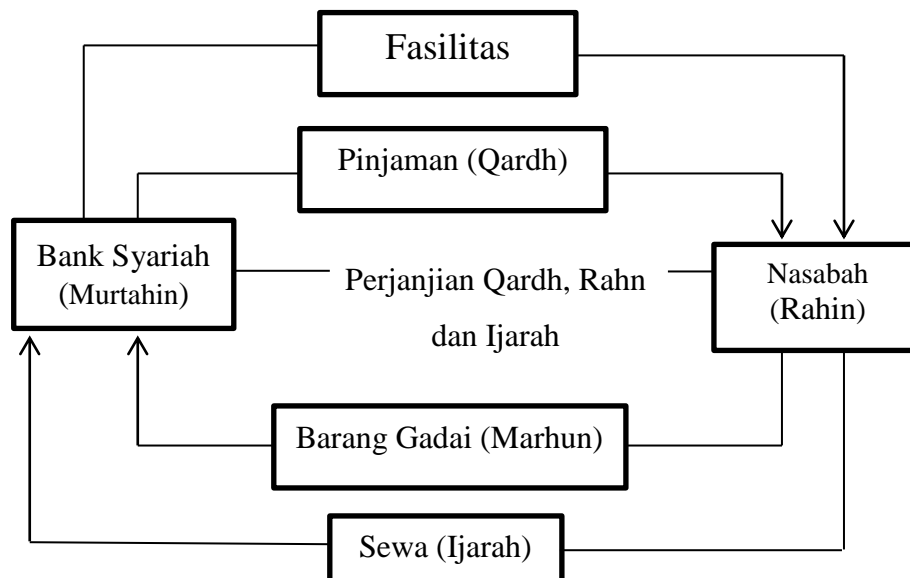 Fasilitas
Pinjaman (Qardh)
Bank Syariah
(Murtahin)
Perjanjian Qardh, Rahn
dan Ijarah
Nasabah
(Rahin)
Barang Gadai (Marhun)
Sewa (Ijarah)